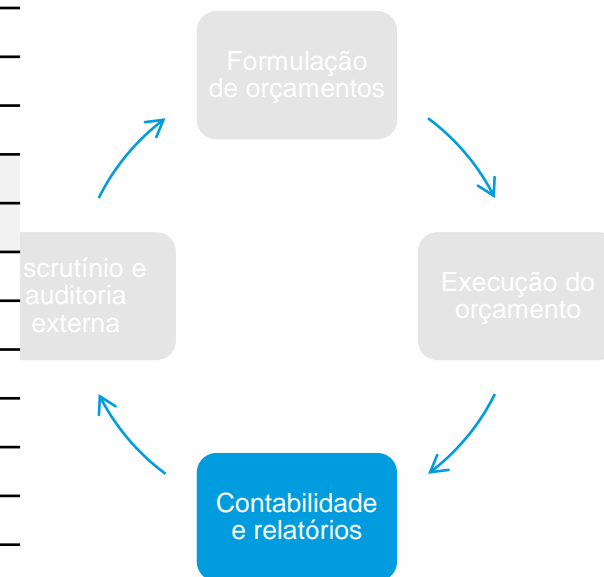 Formulação
de orçamentos
scrutínio e
auditoria
externa
Execução do
orçamento
Contabilidade
e relatórios